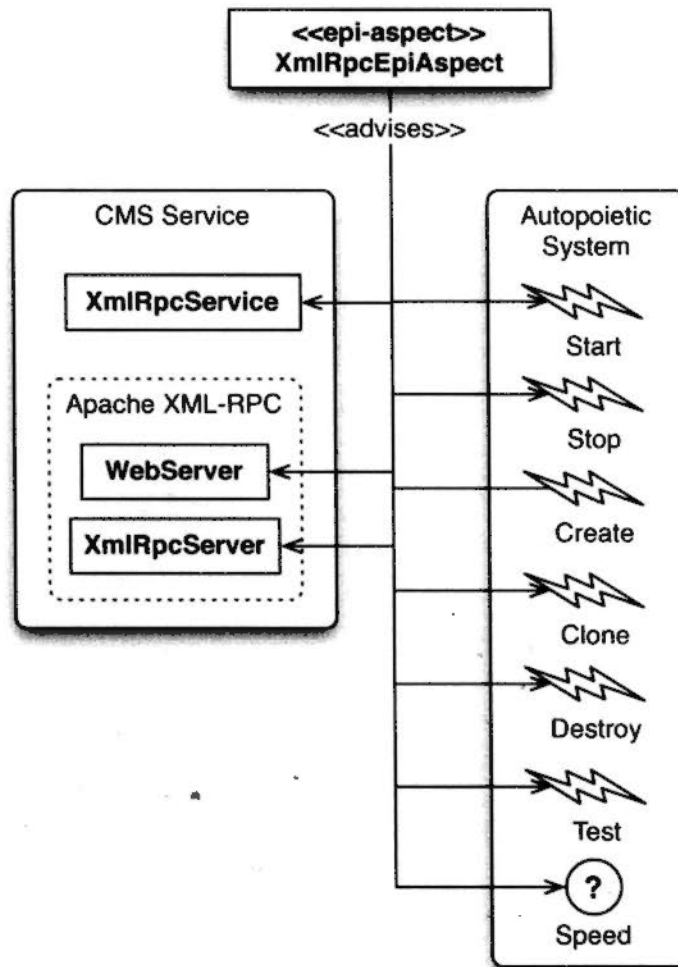 <<epi-aspect>>
XmlRpcEpiAspect
<<advises>>
CMS Service
XmlRpcService
Apache XML-RPC
WebServer
XmlRpcServer
Autopoietic
System
Start
Stop
Create
Clone
Destroy
Test
?
Speed